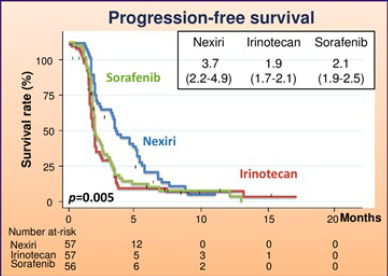 Progression-free survival
Nexiri Irinotecan Sorafenib
3.7 1.9 2.1
(2.2-4.9) (1.7-2.1) (1.9-2.5)
Survival rate (%)
100
75
50
25
0
Sorafenib
Nexiri
Irinotecan
p=0.005
0 5 10 15 20 Months
Number at-risk
Nexiri 57 12 0 0 0
Irinotecan 57 5 3 1 0
Sorafenib 56 6 2 0 0